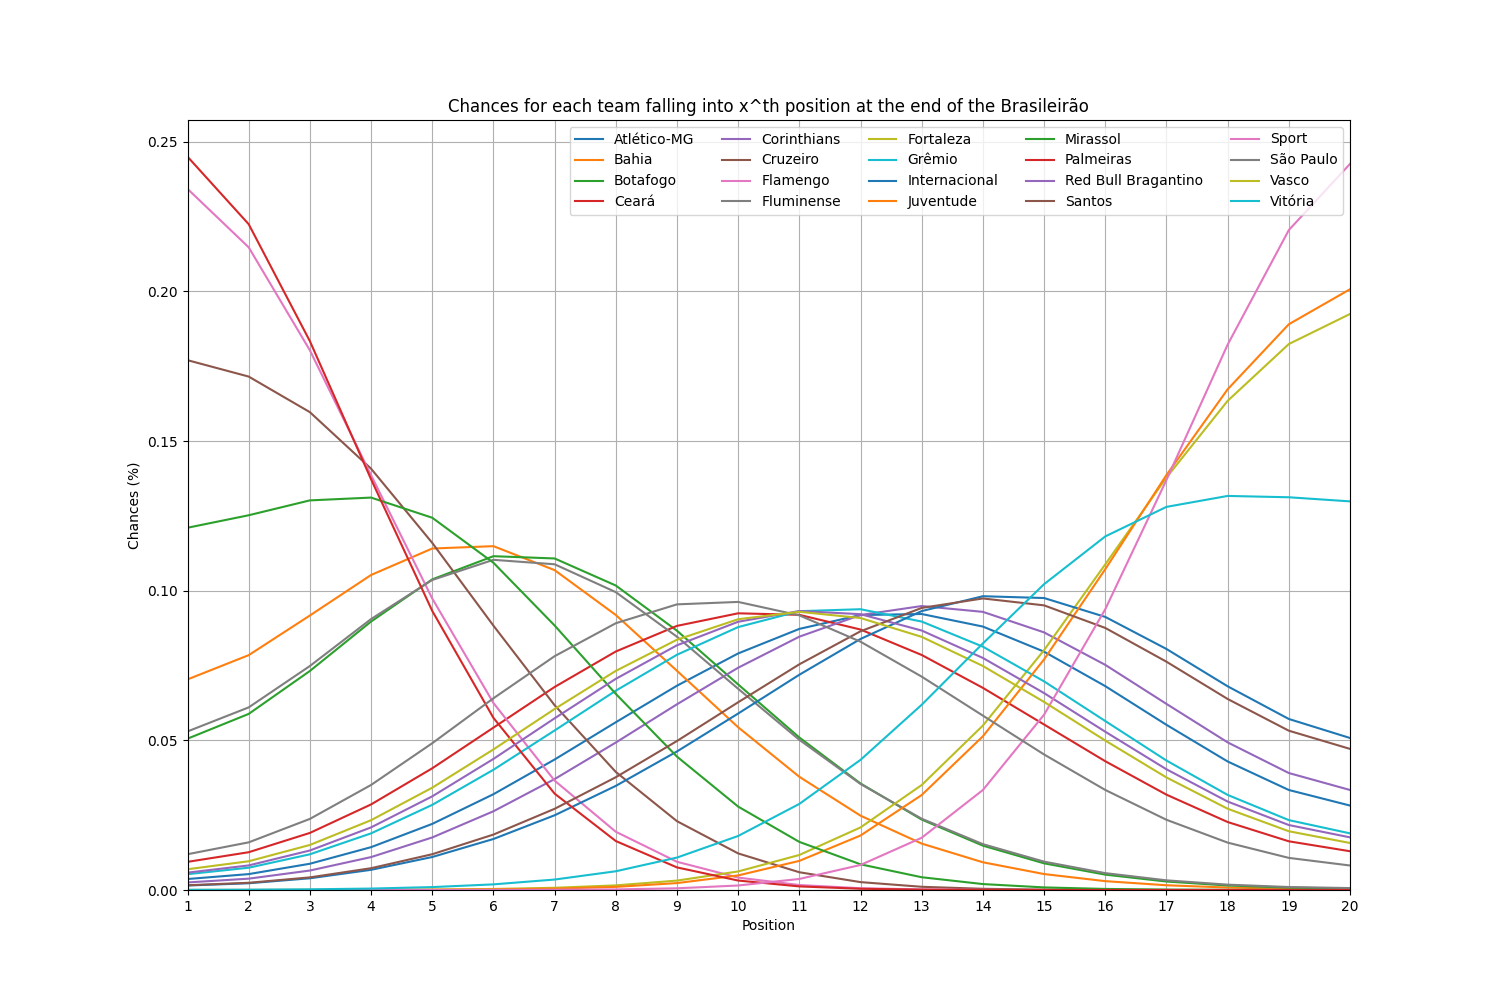 Chances for each team falling into x^th position at the end of the Brasileirão
Atlético-MG
Bahia
Botafogo
Ceará
Corinthians
Cruzeiro
Flamengo
Fluminense
Fortaleza
Grêmio
Internacional
Juventude
Mirassol
Palmeiras
Red Bull Bragantino
Santos
Sport
São Paulo
Vasco
Vitória
Chances (%)
0.25
0.20
0.15
0.10
0.05
0.00
1 2 3 4 5 6 7 8 9 10 11 12 13 14 15 16 17 18 19 20
Position